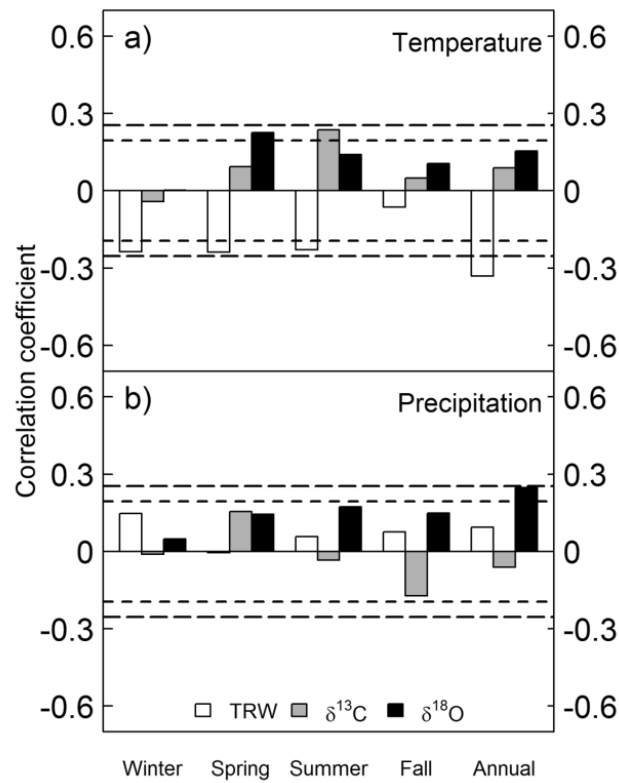 a) Temperature
0.6 0.6
0.3 0.3
0 0
-0.3 -0.3
-0.6 -0.6
Correlation coefficient
b) Precipitation
0.6 0.6
0.3 0.3
0 0
-0.3 -0.3
-0.6 -0.6
TRW δ¹³C δ¹⁸O
Winter Spring Summer Fall Annual